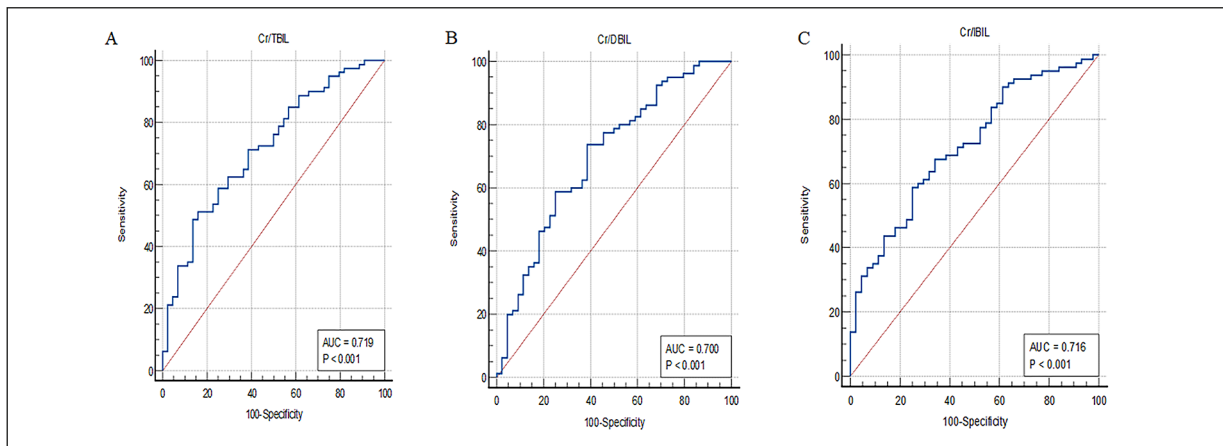 A
Cr/TBIL
100
80
60
40
20
0
Sensitivity
AUC = 0.719
P < 0.001
0 20 40 60 80 100
100-Specificity
B
Cr/DBIL
100
80
60
40
20
0
Sensitivity
AUC = 0.700
P < 0.001
0 20 40 60 80 100
100-Specificity
C
Cr/IBIL
100
80
60
40
20
0
Sensitivity
AUC = 0.716
P < 0.001
0 20 40 60 80 100
100-Specificity